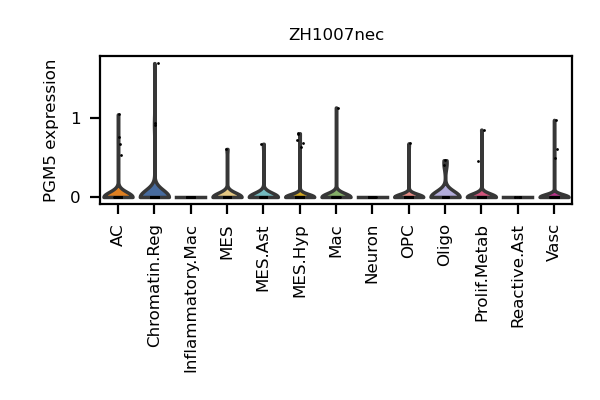 ZH1007nec
PGM5 expression
1
0
AC
Chromatin.Reg
Inflammatory.Mac
MES
MES.Ast
MES.Hyp
Mac
Neuron
OPC
Oligo
Prolif.Metab
Reactive.Ast
Vasc